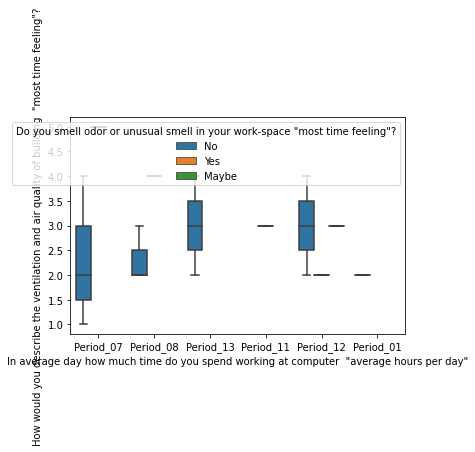 How would you describe the ventilation and air quality of building "most time feeling"?
Do you smell odor or unusual smell in your work-space "most time feeling"?
No
Yes
Maybe
5.0
4.5
4.0
3.5
3.0
2.5
2.0
1.5
1.0
Period_07 Period_08 Period_13 Period_11 Period_12 Period_01
In average day how much time do you spend working at computer "average hours per day"